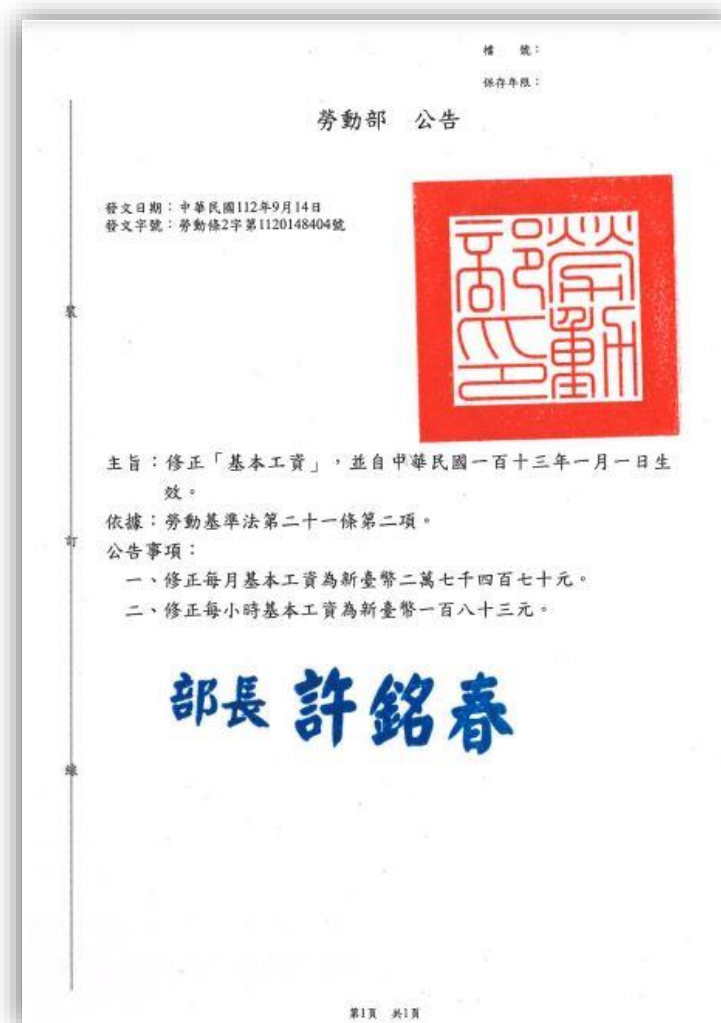 檔　號：
保存年限：
勞動部　公告
發文日期：中華民國112年9月14日
發文字號：勞動條2字第1120148404號
勞動部印
裝
主旨：修正「基本工資」，並自中華民國一百十三年一月一日生
效。
依據：勞動基準法第二十一條第二項。
訂
公告事項：
一、修正每月基本工資為新臺幣二萬七千四百七十元。
二、修正每小時基本工資為新臺幣一百八十三元。
部長 許銘春
線
第1頁　共1頁